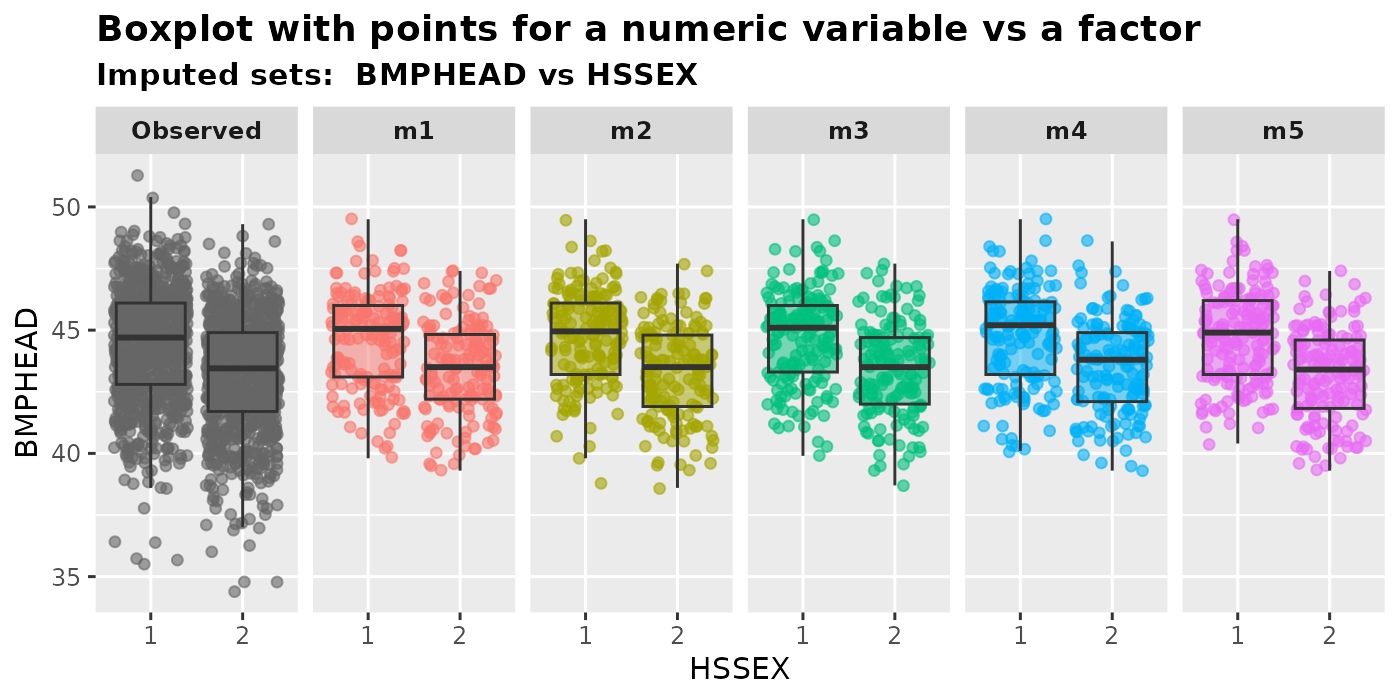 Boxplot with points for a numeric variable vs a factor
Imputed sets:  BMPHEAD vs HSSEX
Observed m1 m2 m3 m4 m5
50
45
40
35
BMPHEAD
1 2 1 2 1 2 1 2 1 2 1 2
HSSEX